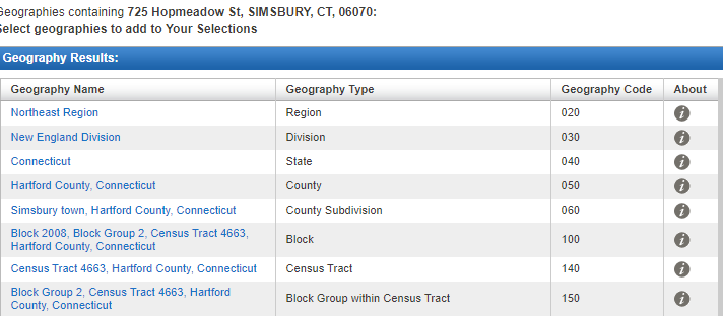 Geographies containing 725 Hopmeadow St, SIMSBURY, CT, 06070:
Select geographies to add to Your Selections
Geography Results:
Geography Name Geography Type Geography Code About
Northeast Region Region 020
New England Division Division 030
Connecticut State 040
Hartford County, Connecticut County 050
Simsbury town, Hartford County, Connecticut County Subdivision 060
Block 2008, Block Group 2, Census Tract 4663,
Hartford County, Connecticut Block 100
Census Tract 4663, Hartford County, Connecticut Census Tract 140
Block Group 2, Census Tract 4663, Hartford
County, Connecticut Block Group within Census Tract 150